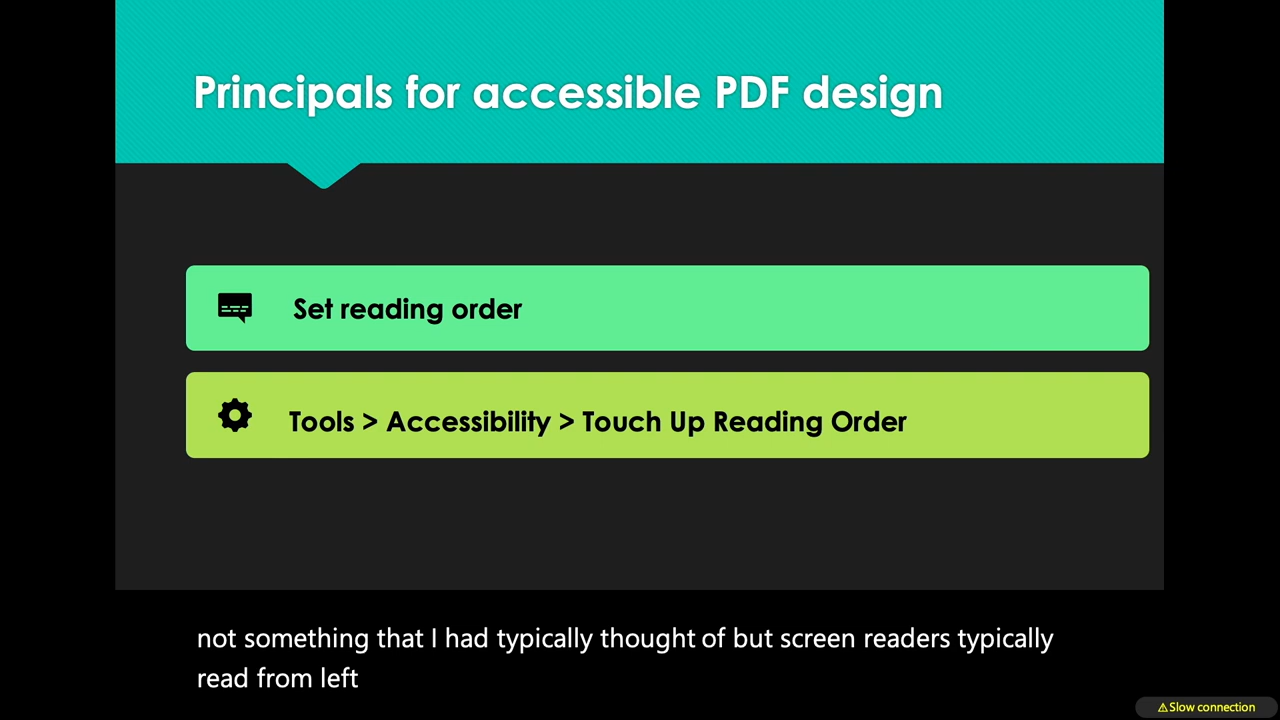 Principals for accessible PDF design
Set reading order
Tools > Accessibility > Touch Up Reading Order
not something that I had typically thought of but screen readers typically
read from left
⚠Slow connection